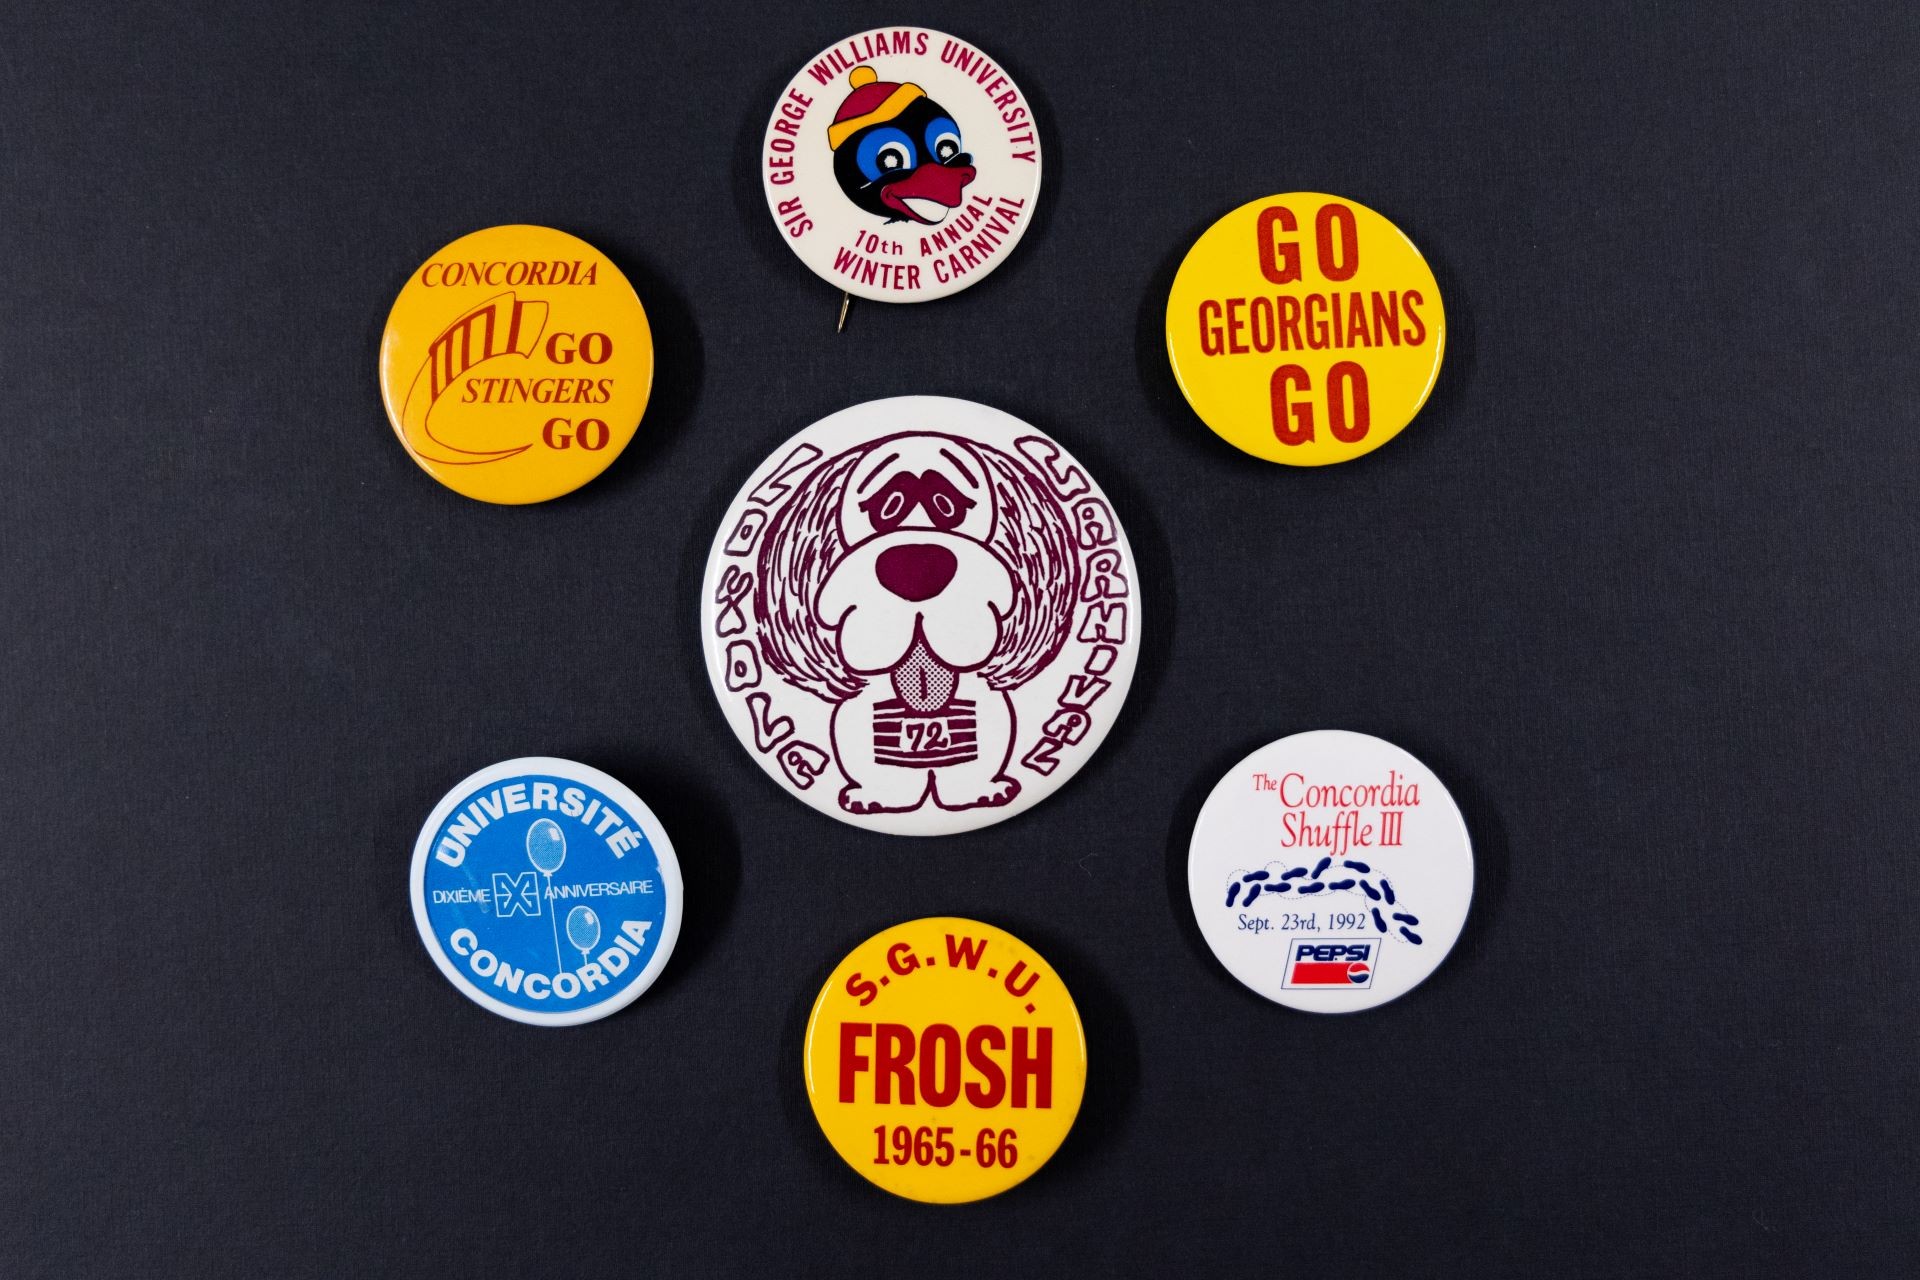 SIR GEORGE WILLIAMS UNIVERSITY
10th ANNUAL
WINTER CARNIVAL
CONCORDIA
GO
STINGERS
GO
GO
GEORGIANS
GO
LOYOLA
CARNIVAL
72
UNIVERSITÉ
DIXIÈME ANNIVERSAIRE
CONCORDIA
The Concordia
Shuffle III
Sept. 23rd, 1992
PEPSI
S.G.W.U.
FROSH
1965-66